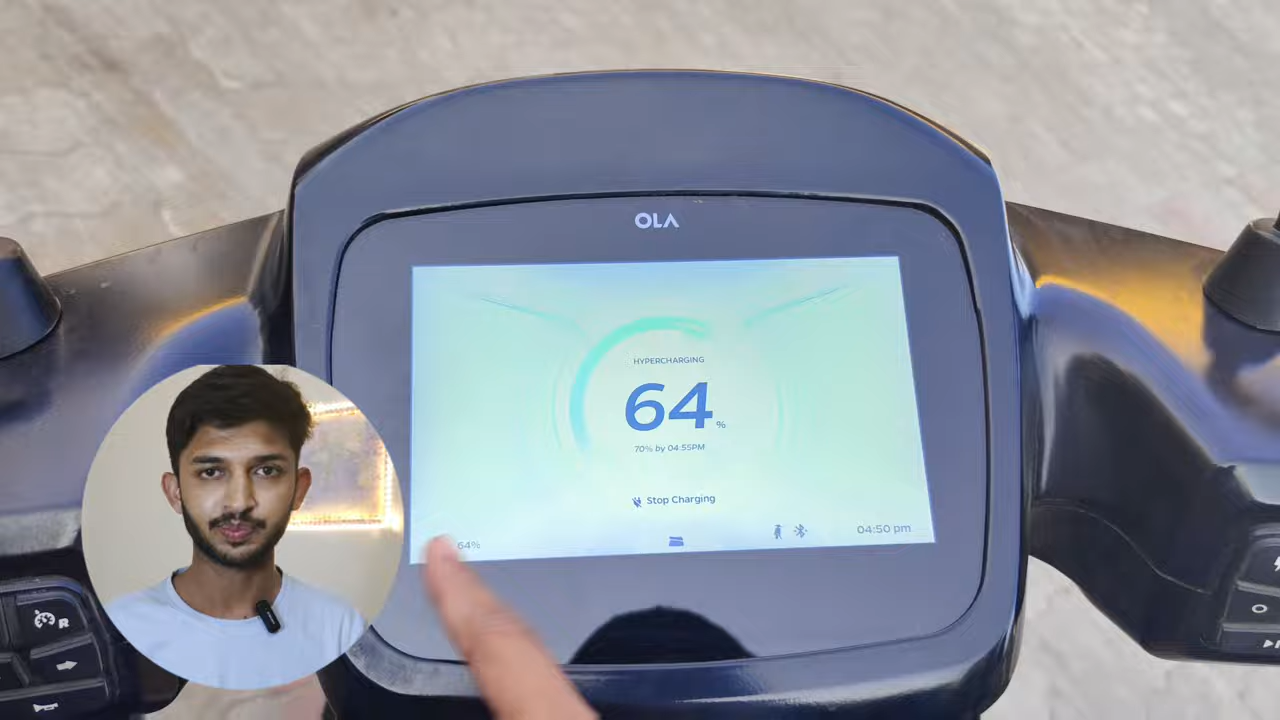 OLA
HYPERCHARGING
64 %
70% by 04:55PM
Stop Charging
64%
04:50 pm
R